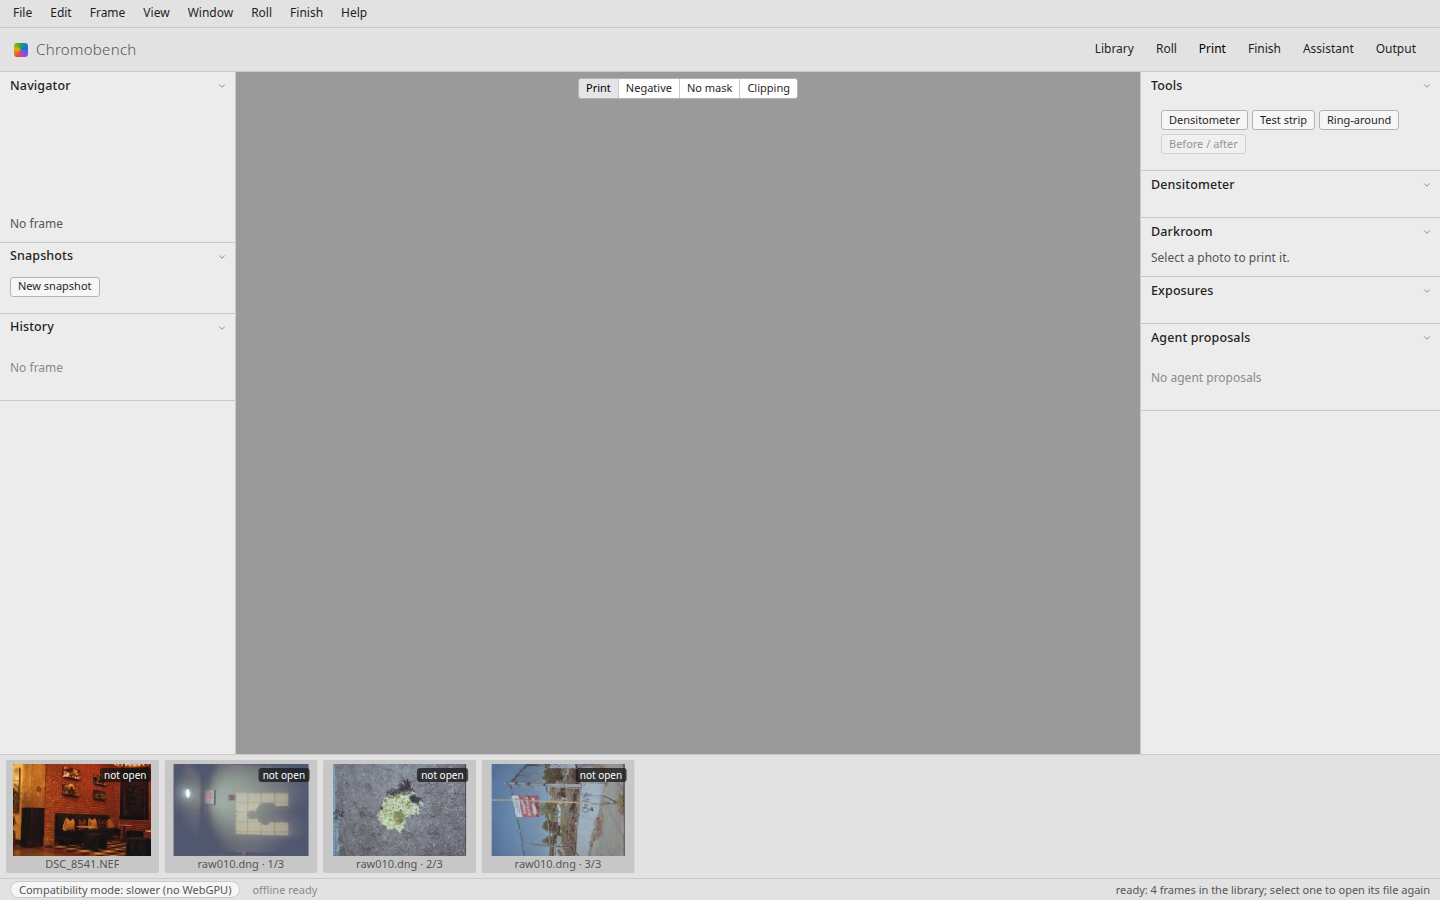 File Edit Frame View Window Roll Finish Help
Chromobench
Library Roll Print Finish Assistant Output
Navigator
No frame
Snapshots
New snapshot
History
No frame
Print Negative No mask Clipping
Tools
Densitometer Test strip Ring-around
Before / after
Densitometer
Darkroom
Select a photo to print it.
Exposures
Agent proposals
No agent proposals
not open not open not open not open
DSC_8541.NEF raw010.dng · 1/3 raw010.dng · 2/3 raw010.dng · 3/3
Compatibility mode: slower (no WebGPU) offline ready ready: 4 frames in the library; select one to open its file again